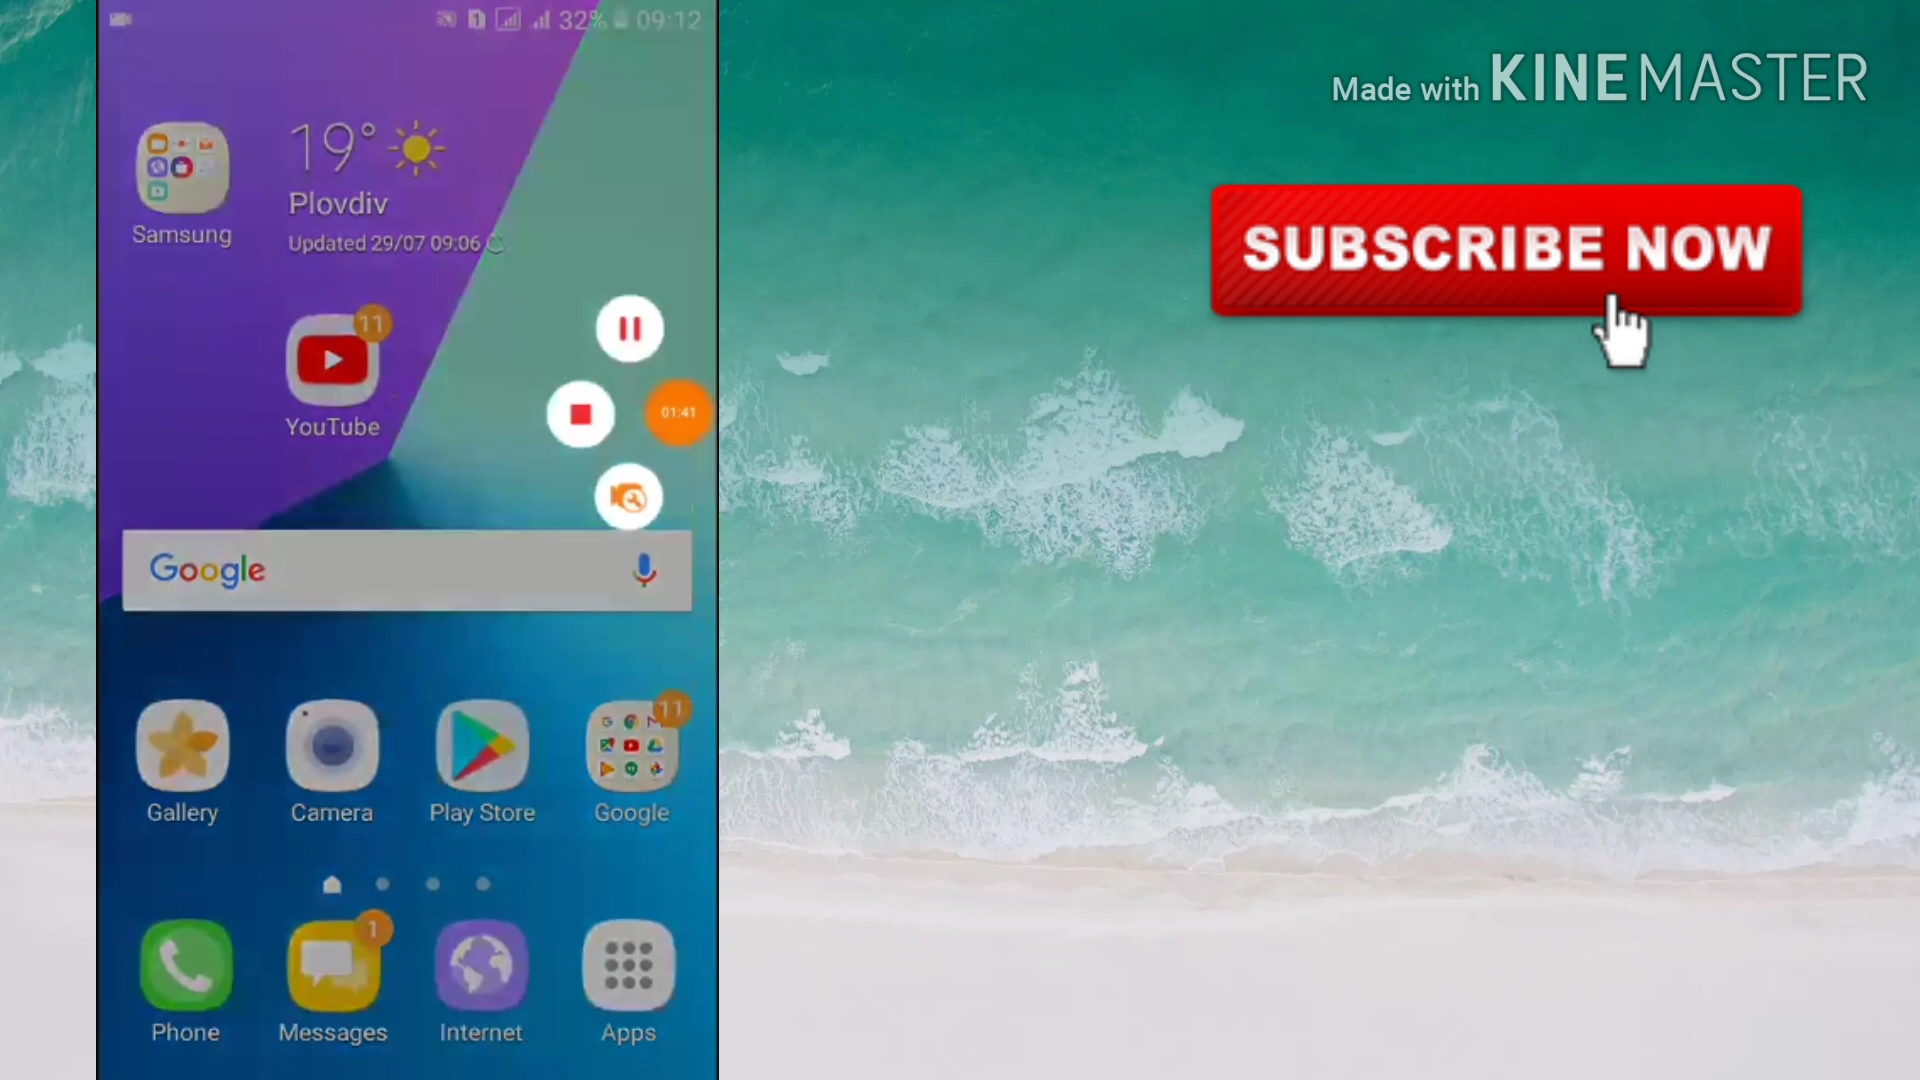 1 32% 09:12
Made with KINEMASTER
19°
Plovdiv
Updated 29/07 09:06
Samsung
SUBSCRIBE NOW
11
YouTube
01:41
Google
11
Gallery
Camera
Play Store
Google
1
Phone
Messages
Internet
Apps